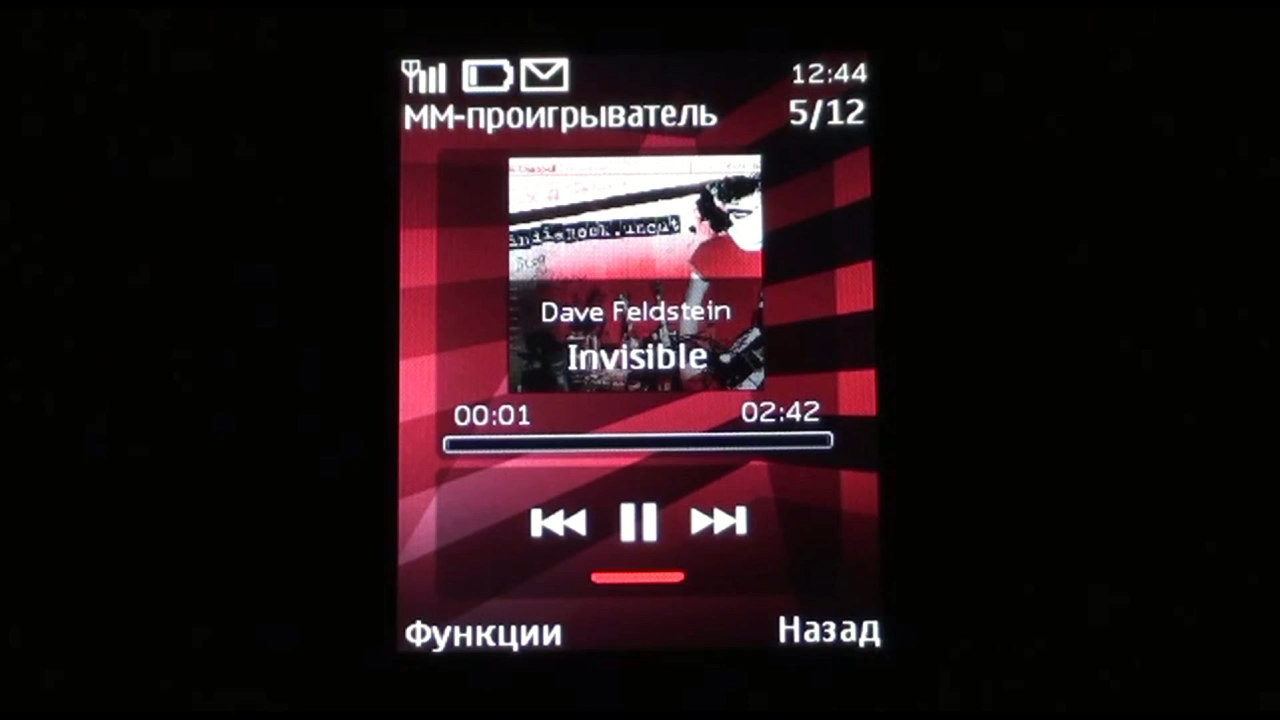 12:44
ММ-проигрыватель 5/12
Dave Feldstein
Invisible
00:01 02:42
Функции Назад